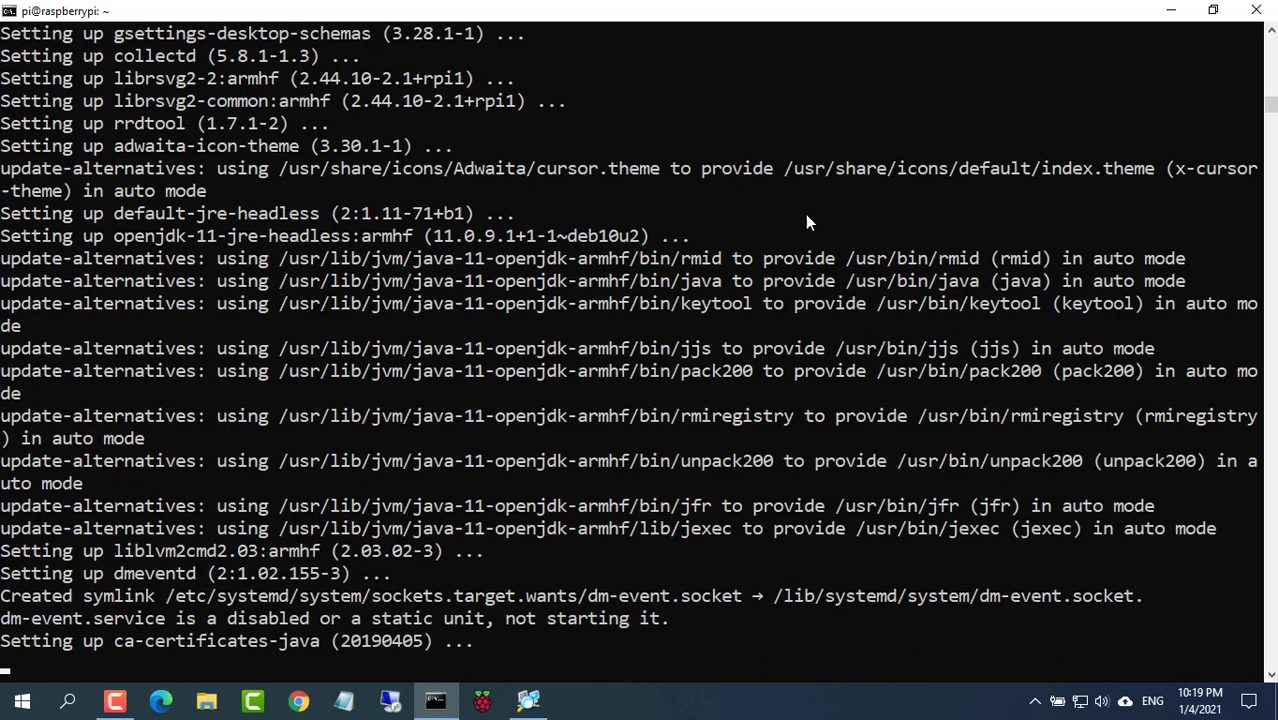 pi@raspberrypi: ~
Setting up gsettings-desktop-schemas (3.28.1-1) ...
Setting up collectd (5.8.1-1.3) ...
Setting up librsvg2-2:armhf (2.44.10-2.1+rpi1) ...
Setting up librsvg2-common:armhf (2.44.10-2.1+rpi1) ...
Setting up rrdtool (1.7.1-2) ...
Setting up adwaita-icon-theme (3.30.1-1) ...
update-alternatives: using /usr/share/icons/Adwaita/cursor.theme to provide /usr/share/icons/default/index.theme (x-cursor
-theme) in auto mode
Setting up default-jre-headless (2:1.11-71+b1) ...
Setting up openjdk-11-jre-headless:armhf (11.0.9.1+1-1~deb10u2) ...
update-alternatives: using /usr/lib/jvm/java-11-openjdk-armhf/bin/rmid to provide /usr/bin/rmid (rmid) in auto mode
update-alternatives: using /usr/lib/jvm/java-11-openjdk-armhf/bin/java to provide /usr/bin/java (java) in auto mode
update-alternatives: using /usr/lib/jvm/java-11-openjdk-armhf/bin/keytool to provide /usr/bin/keytool (keytool) in auto mo
de
update-alternatives: using /usr/lib/jvm/java-11-openjdk-armhf/bin/jjs to provide /usr/bin/jjs (jjs) in auto mode
update-alternatives: using /usr/lib/jvm/java-11-openjdk-armhf/bin/pack200 to provide /usr/bin/pack200 (pack200) in auto mo
de
update-alternatives: using /usr/lib/jvm/java-11-openjdk-armhf/bin/rmiregistry to provide /usr/bin/rmiregistry (rmiregistry
) in auto mode
update-alternatives: using /usr/lib/jvm/java-11-openjdk-armhf/bin/unpack200 to provide /usr/bin/unpack200 (unpack200) in a
uto mode
update-alternatives: using /usr/lib/jvm/java-11-openjdk-armhf/bin/jfr to provide /usr/bin/jfr (jfr) in auto mode
update-alternatives: using /usr/lib/jvm/java-11-openjdk-armhf/lib/jexec to provide /usr/bin/jexec (jexec) in auto mode
Setting up liblvm2cmd2.03:armhf (2.03.02-3) ...
Setting up dmeventd (2:1.02.155-3) ...
Created symlink /etc/systemd/system/sockets.target.wants/dm-event.socket → /lib/systemd/system/dm-event.socket.
dm-event.service is a disabled or a static unit, not starting it.
Setting up ca-certificates-java (20190405) ...
ENG
10:19 PM
1/4/2021